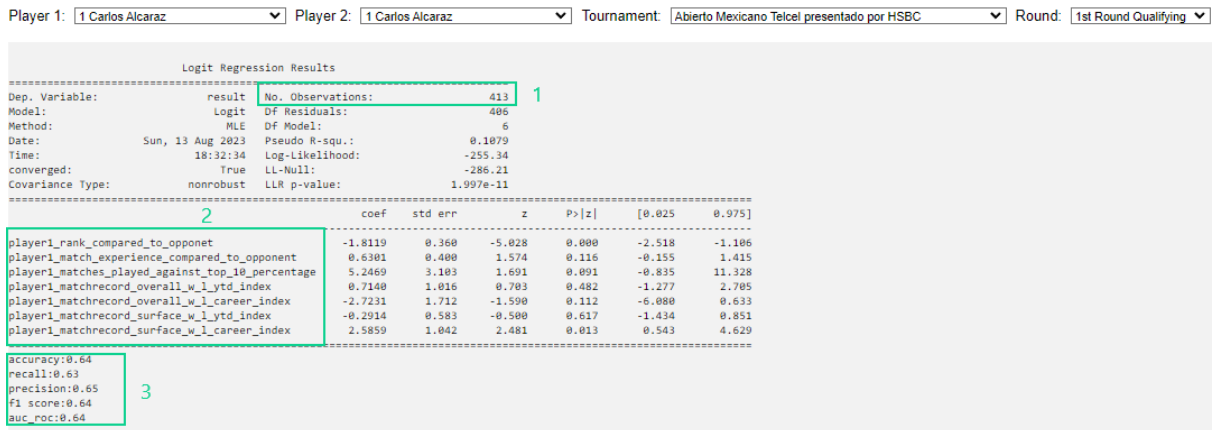 Player 1: 1 Carlos Alcaraz Player 2: 1 Carlos Alcaraz Tournament: Abierto Mexicano Telcel presentado por HSBC Round: 1st Round Qualifying
Logit Regression Results
==============================================================================
Dep. Variable: result No. Observations: 413 1
Model: Logit Df Residuals: 406
Method: MLE Df Model: 6
Date: Sun, 13 Aug 2023 Pseudo R-squ.: 0.1079
Time: 18:32:34 Log-Likelihood: -255.34
converged: True LL-Null: -286.21
Covariance Type: nonrobust LLR p-value: 1.997e-11
==============================================================================
2 coef std err z P>|z| [0.025 0.975]
------------------------------------------------------------------------------
player1_rank_compared_to_opponet -1.8119 0.360 -5.028 0.000 -2.518 -1.106
player1_match_experience_compared_to_opponent 0.6301 0.400 1.574 0.116 -0.155 1.415
player1_matches_played_against_top_10_percentage 5.2469 3.103 1.691 0.091 -0.835 11.328
player1_matchrecord_overall_w_l_ytd_index 0.7140 1.016 0.703 0.482 -1.277 2.705
player1_matchrecord_overall_w_l_career_index -2.7231 1.712 -1.590 0.112 -6.080 0.633
player1_matchrecord_surface_w_l_ytd_index -0.2914 0.583 -0.500 0.617 -1.434 0.851
player1_matchrecord_surface_w_l_career_index 2.5859 1.042 2.481 0.013 0.543 4.629
==============================================================================
accuracy:0.64
recall:0.63
precision:0.65 3
f1 score:0.64
auc_roc:0.64